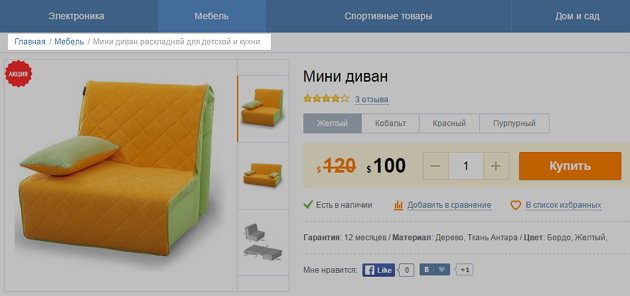 Электроника Мебель Спортивные товары Дом и сад
Главная / Мебель / Мини диван раскладной для детской и кухни
АКЦИЯ
Мини диван
3 отзыва
Желтый Кобальт Красный Пурпурный
$ 120 $ 100 — 1 + Купить
Есть в наличии Добавить в сравнение В список избранных
Гарантия: 12 месяцев / Материал: Дерево, Ткань Антара / Цвет: Бордо, Желтый,
Мне нравится: f Like 0 В +1